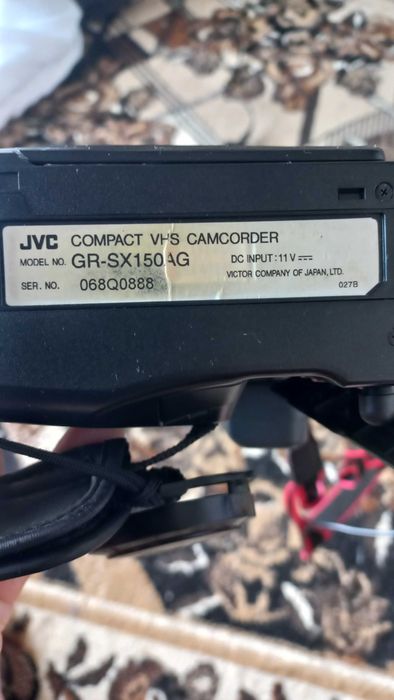 JVC COMPACT VHS CAMCORDER
MODEL NO. GR-SX150AG DC INPUT : 11 V ⎓
VICTOR COMPANY OF JAPAN, LTD.
SER. NO. 068Q0888 027B